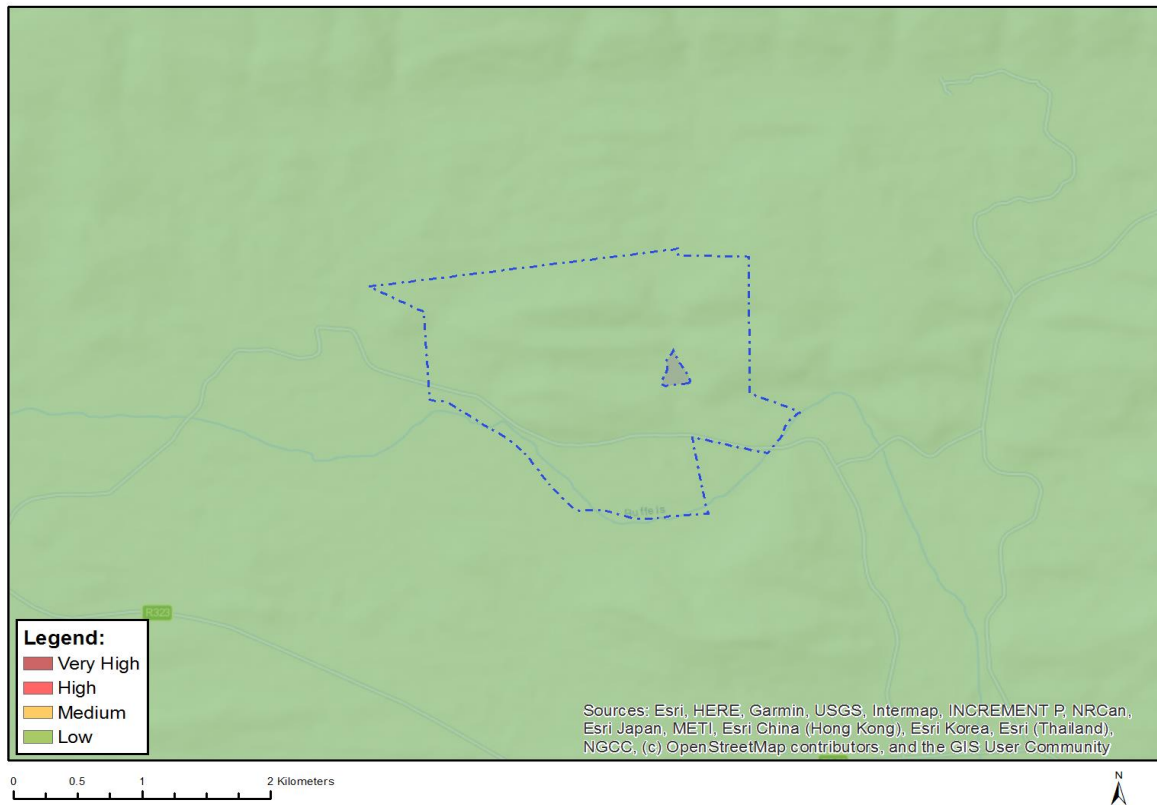 Buffels
R323
Legend:
Very High
High
Medium
Low
Sources: Esri, HERE, Garmin, USGS, Intermap, INCREMENT P, NRCan,
Esri Japan, METI, Esri China (Hong Kong), Esri Korea, Esri (Thailand),
NGCC, (c) OpenStreetMap contributors, and the GIS User Community
0 0.5 1 2 Kilometers
N